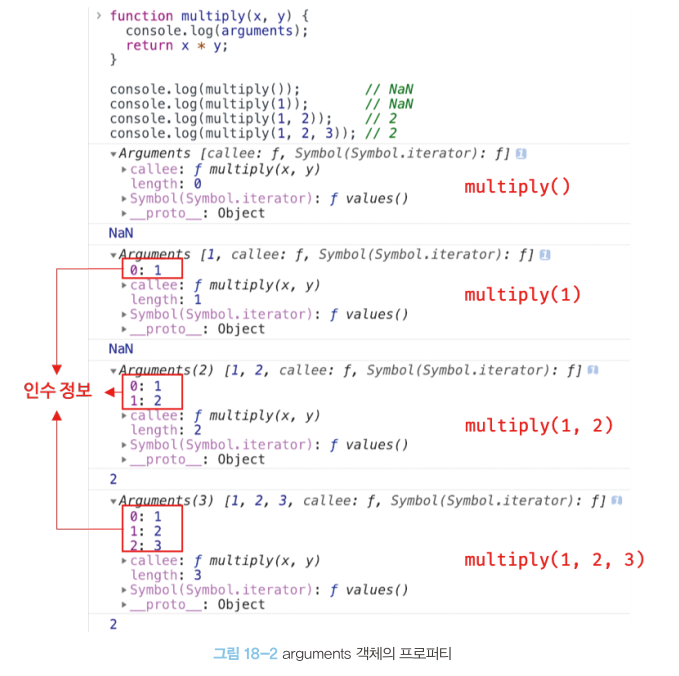 › function multiply(x, y) {
console.log(arguments);
return x * y;
}
console.log(multiply()); // NaN
console.log(multiply(1)); // NaN
console.log(multiply(1, 2)); // 2
console.log(multiply(1, 2, 3)); // 2
▼Arguments [callee: ƒ, Symbol(Symbol.iterator): ƒ] i
▶callee: ƒ multiply(x, y)
length: 0
multiply()
▶Symbol(Symbol.iterator): ƒ values()
▶__proto__: Object
NaN
▼Arguments [1, callee: ƒ, Symbol(Symbol.iterator): ƒ] i
0: 1
▶callee: ƒ multiply(x, y)
length: 1
multiply(1)
▶Symbol(Symbol.iterator): ƒ values()
▶__proto__: Object
NaN
▼Arguments(2) [1, 2, callee: ƒ, Symbol(Symbol.iterator): ƒ] i
인수 정보
0: 1
1: 2
▶callee: ƒ multiply(x, y)
length: 2
multiply(1, 2)
▶Symbol(Symbol.iterator): ƒ values()
▶__proto__: Object
2
▼Arguments(3) [1, 2, 3, callee: ƒ, Symbol(Symbol.iterator): ƒ] i
0: 1
1: 2
2: 3
▶callee: ƒ multiply(x, y)
multiply(1, 2, 3)
length: 3
▶Symbol(Symbol.iterator): ƒ values()
▶__proto__: Object
2
그림 18-2 arguments 객체의 프로퍼티